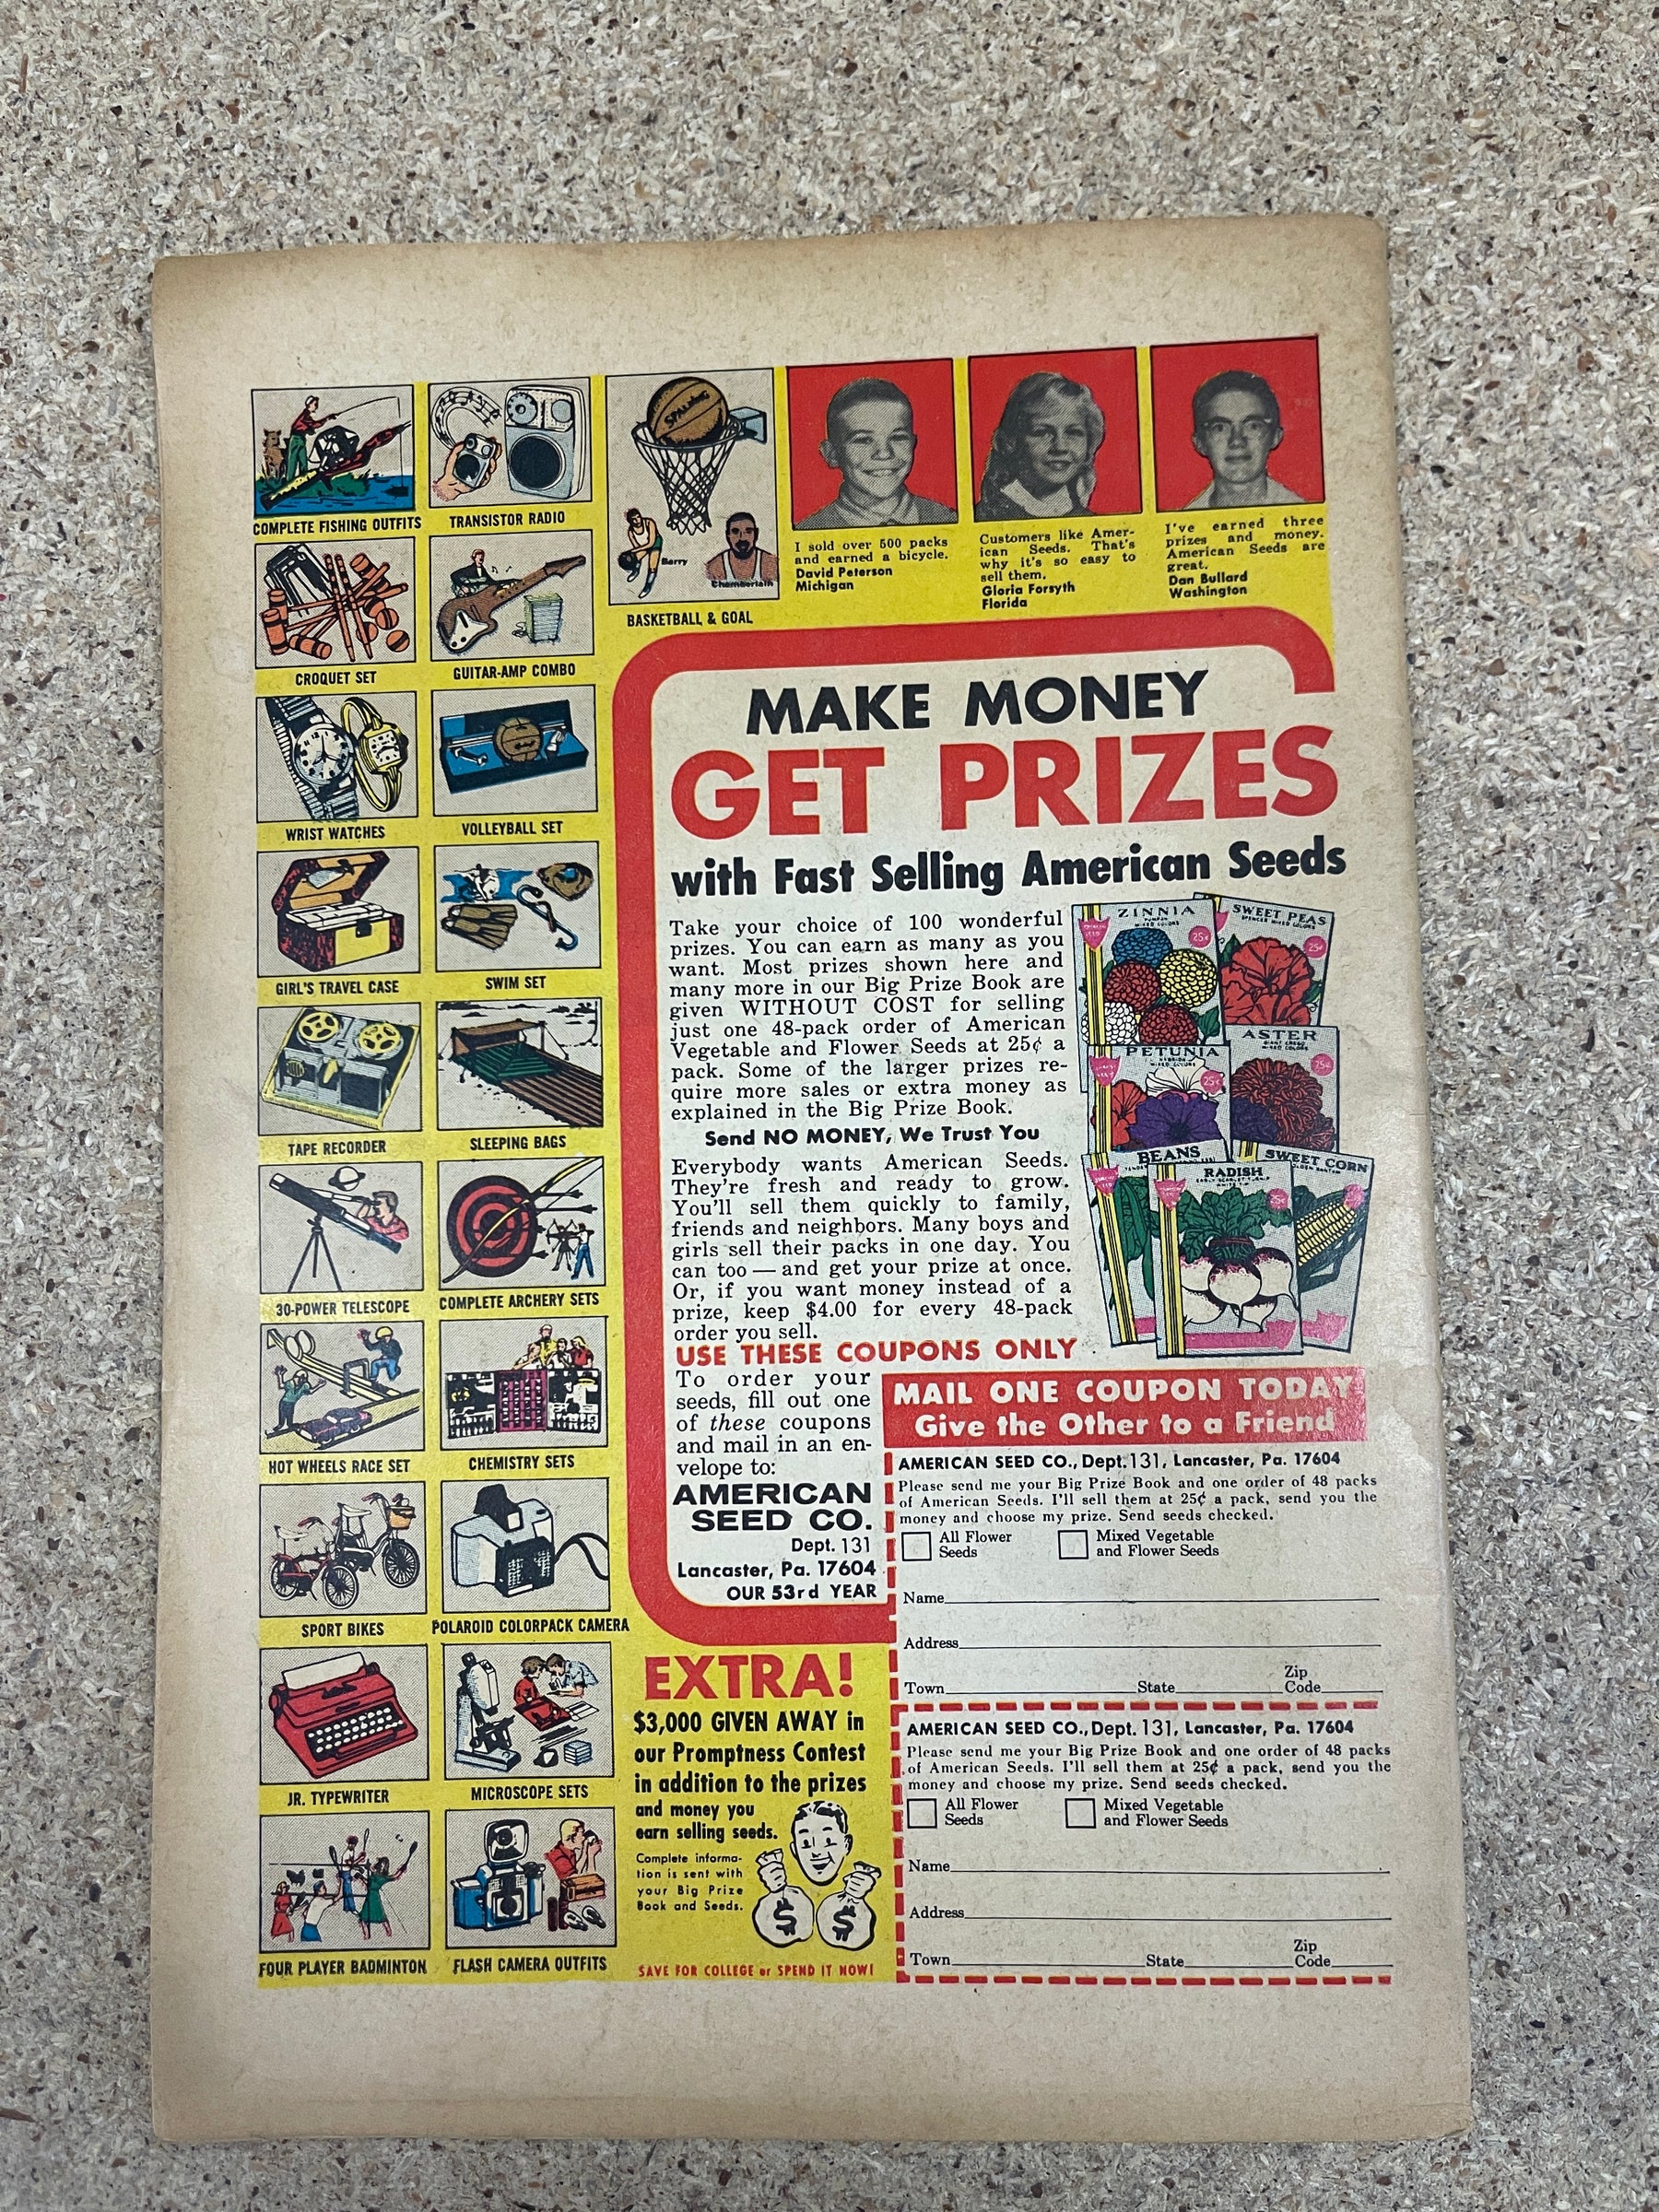 COMPLETE FISHING OUTFITS
TRANSISTOR RADIO
SPALDING
Barry
Chamberlain
BASKETBALL & GOAL
I sold over 500 packs
and earned a bicycle.
David Peterson
Michigan
Customers like Amer-
ican Seeds. That's
why it's so easy to
sell them.
Gloria Forsyth
Florida
I've earned three
prizes and money.
American Seeds are
great.
Dan Bullard
Washington
CROQUET SET
GUITAR-AMP COMBO
WRIST WATCHES
VOLLEYBALL SET
GIRL'S TRAVEL CASE
SWIM SET
TAPE RECORDER
SLEEPING BAGS
30-POWER TELESCOPE
COMPLETE ARCHERY SETS
HOT WHEELS RACE SET
CHEMISTRY SETS
SPORT BIKES
POLAROID COLORPACK CAMERA
JR. TYPEWRITER
MICROSCOPE SETS
FOUR PLAYER BADMINTON
FLASH CAMERA OUTFITS
MAKE MONEY
GET PRIZES
with Fast Selling American Seeds
Take your choice of 100 wonderful
prizes. You can earn as many as you
want. Most prizes shown here and
many more in our Big Prize Book are
given WITHOUT COST for selling
just one 48-pack order of American
Vegetable and Flower Seeds at 25¢ a
pack. Some of the larger prizes re-
quire more sales or extra money as
explained in the Big Prize Book.
Send NO MONEY, We Trust You
Everybody wants American Seeds.
They're fresh and ready to grow.
You'll sell them quickly to family,
friends and neighbors. Many boys and
girls sell their packs in one day. You
can too — and get your prize at once.
Or, if you want money instead of a
prize, keep $4.00 for every 48-pack
order you sell.
ZINNIA
MIXED COLORS
25¢
SWEET PEAS
SPENCER MIXED COLORS
25¢
PETUNIA
MIXED COLORS
25¢
ASTER
MIXED COLORS
25¢
BEANS
SWEET CORN
RADISH
25¢
USE THESE COUPONS ONLY
To order your
seeds, fill out one
of these coupons
and mail in an en-
velope to:
AMERICAN
SEED CO.
Dept. 131
Lancaster, Pa. 17604
OUR 53rd YEAR
MAIL ONE COUPON TODAY
Give the Other to a Friend
AMERICAN SEED CO., Dept. 131, Lancaster, Pa. 17604
Please send me your Big Prize Book and one order of 48 packs
of American Seeds. I'll sell them at 25¢ a pack, send you the
money and choose my prize. Send seeds checked.
All Flower
Seeds
Mixed Vegetable
and Flower Seeds
Name
Address
Town State Zip
Code
AMERICAN SEED CO., Dept. 131, Lancaster, Pa. 17604
Please send me your Big Prize Book and one order of 48 packs
of American Seeds. I'll sell them at 25¢ a pack, send you the
money and choose my prize. Send seeds checked.
All Flower
Seeds
Mixed Vegetable
and Flower Seeds
Name
Address
Town State Zip
Code
EXTRA!
$3,000 GIVEN AWAY in
our Promptness Contest
in addition to the prizes
and money you
earn selling seeds.
Complete informa-
tion is sent with
your Big Prize
Book and Seeds.
$ $
SAVE FOR COLLEGE or SPEND IT NOW!